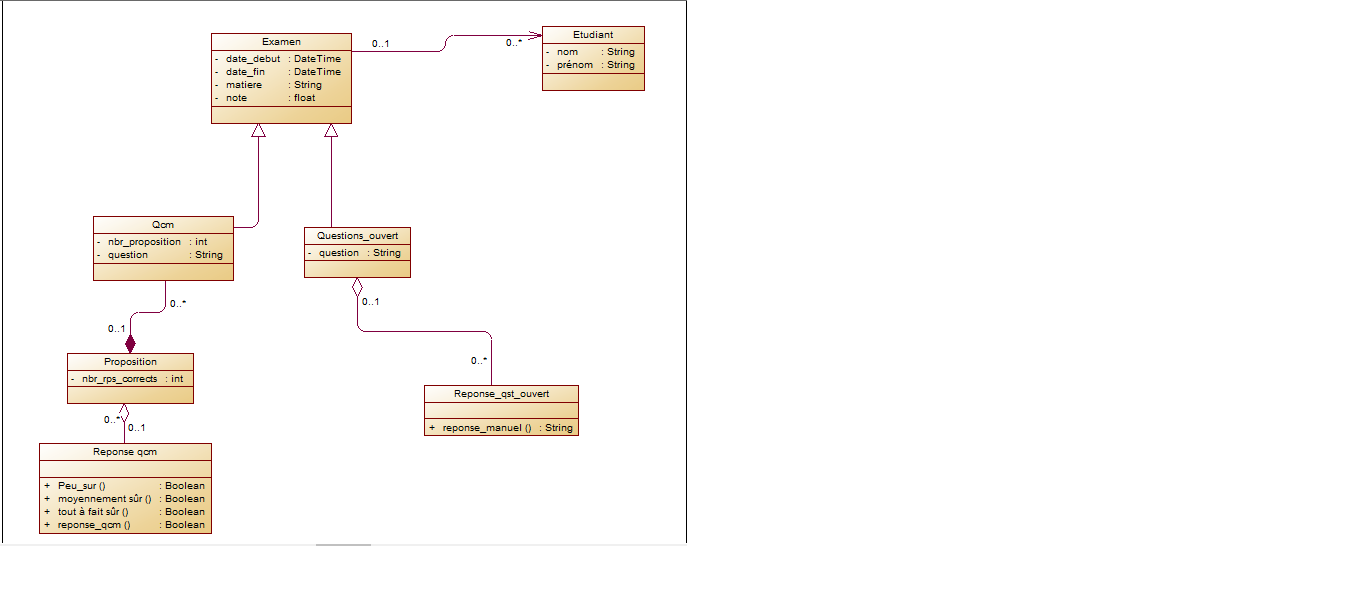 Examen
- date_debut : DateTime
- date_fin : DateTime
- matiere : String
- note : float
0..1
0..*
Etudiant
- nom : String
- prénom : String
Qcm
- nbr_proposition : int
- question : String
Questions_ouvert
- question : String
0..*
0..1
0..1
0..*
Proposition
- nbr_rps_corrects : int
0..*
0..1
Reponse_qst_ouvert
+ reponse_manuel () : String
Reponse qcm
+ Peu_sur () : Boolean
+ moyennement sûr () : Boolean
+ tout à fait sûr () : Boolean
+ reponse_qcm () : Boolean